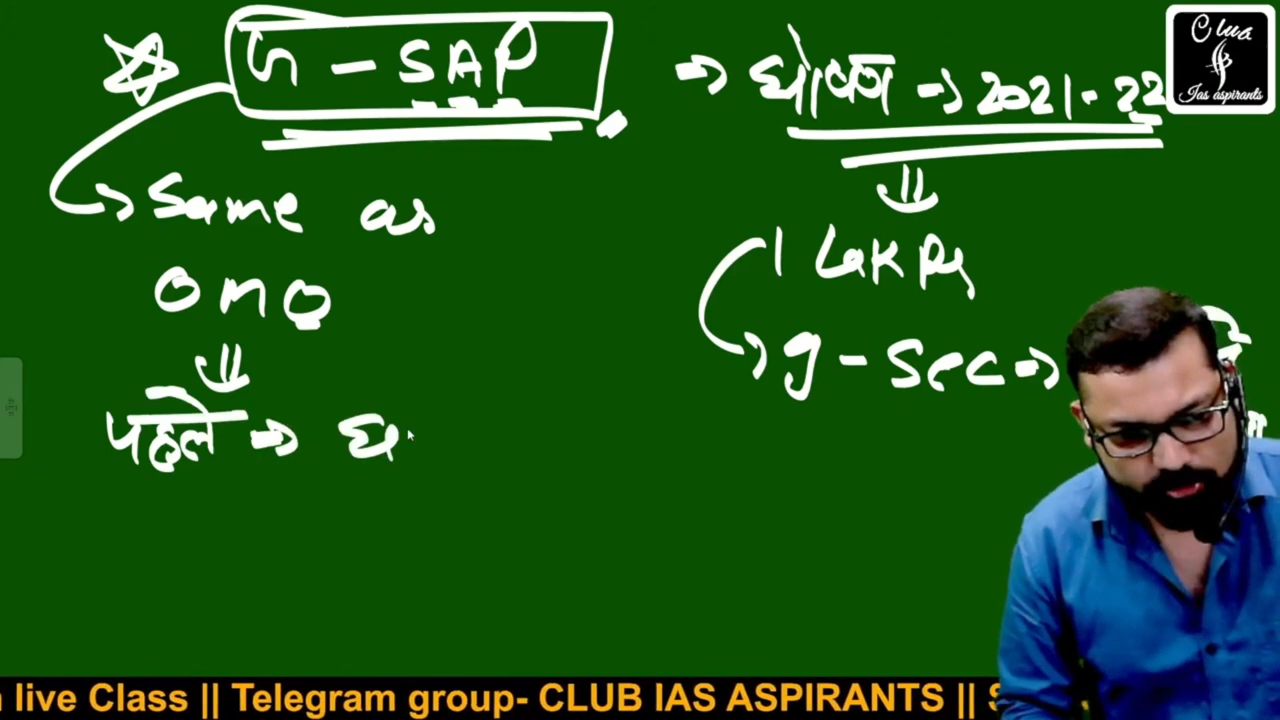 G - SAP
Same as
OMO
पहले → घ
→ घोषणा → 2021-22
1 Lak Rs
g-sec →
Club
Ias aspirants
live Class || Telegram group- CLUB IAS ASPIRANTS ||